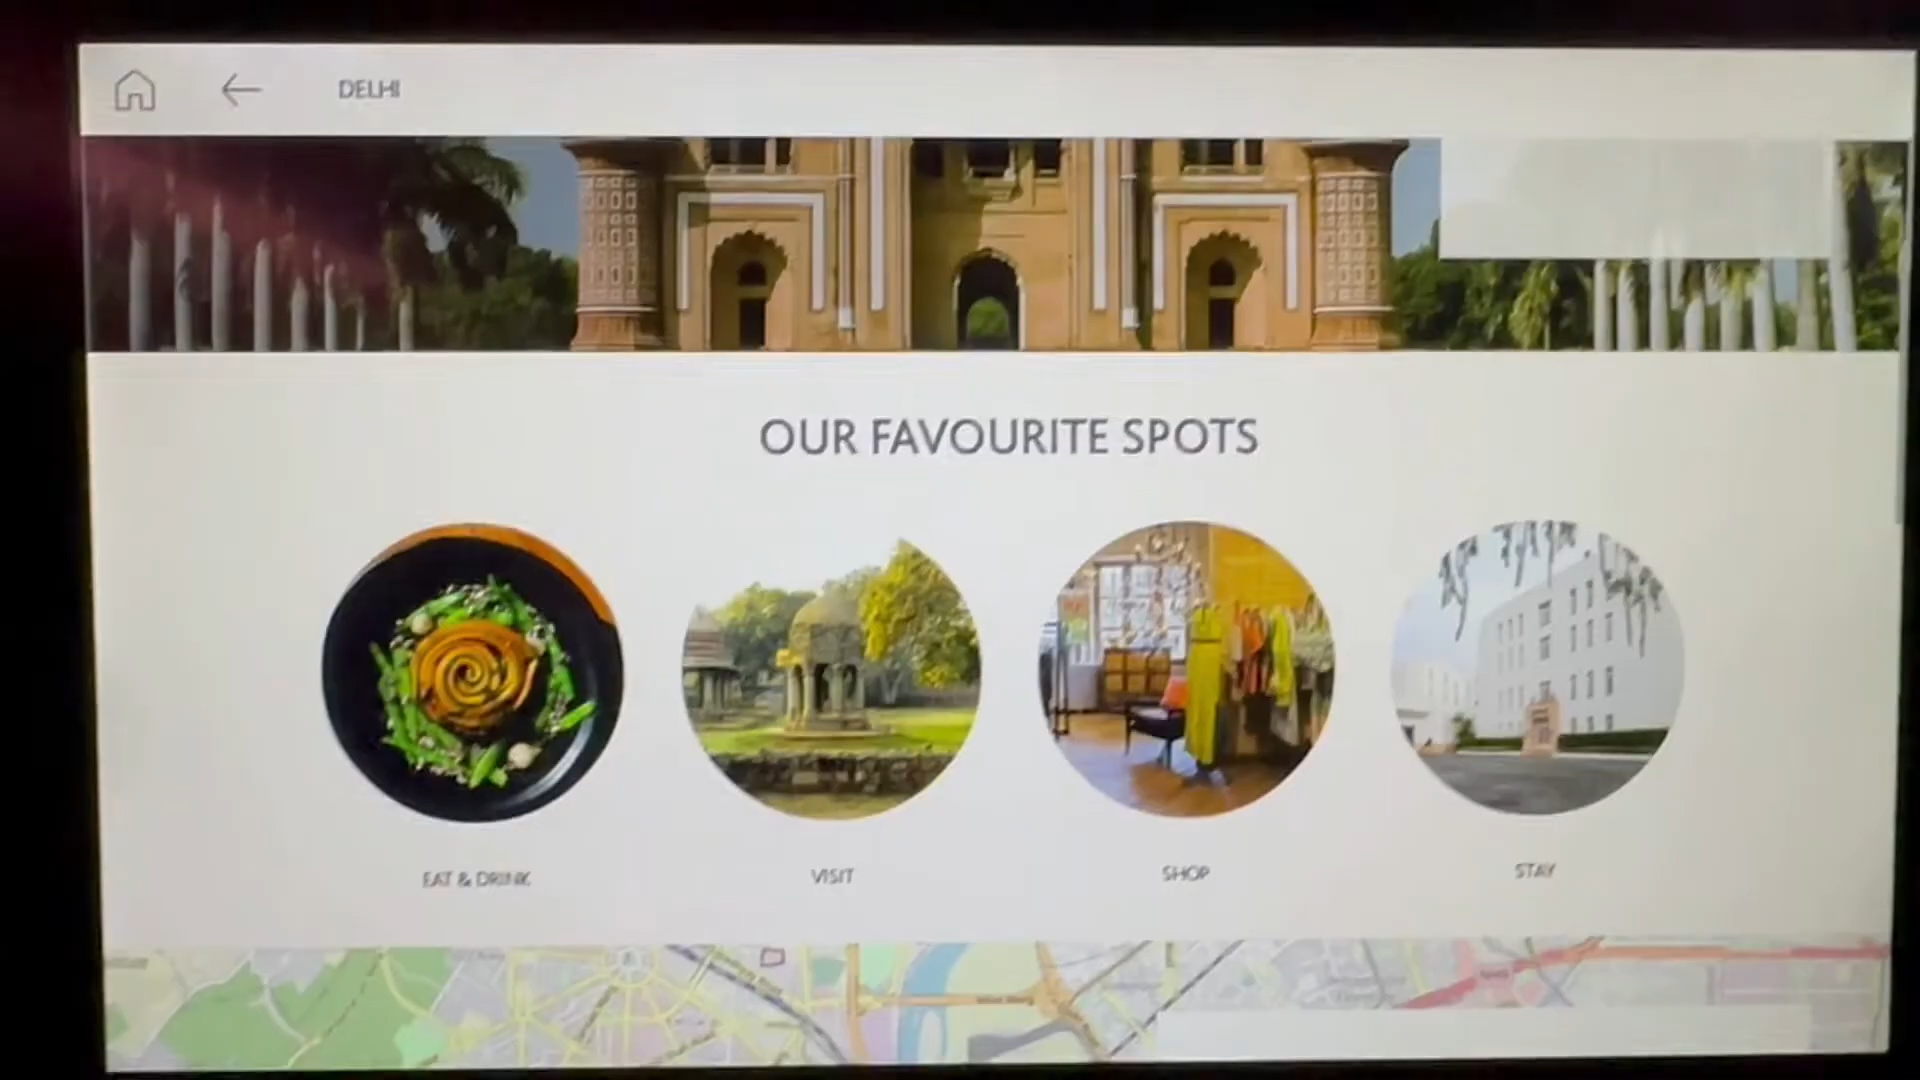 DELHI
OUR FAVOURITE SPOTS
EAT & DRINK
VISIT
SHOP
STAY